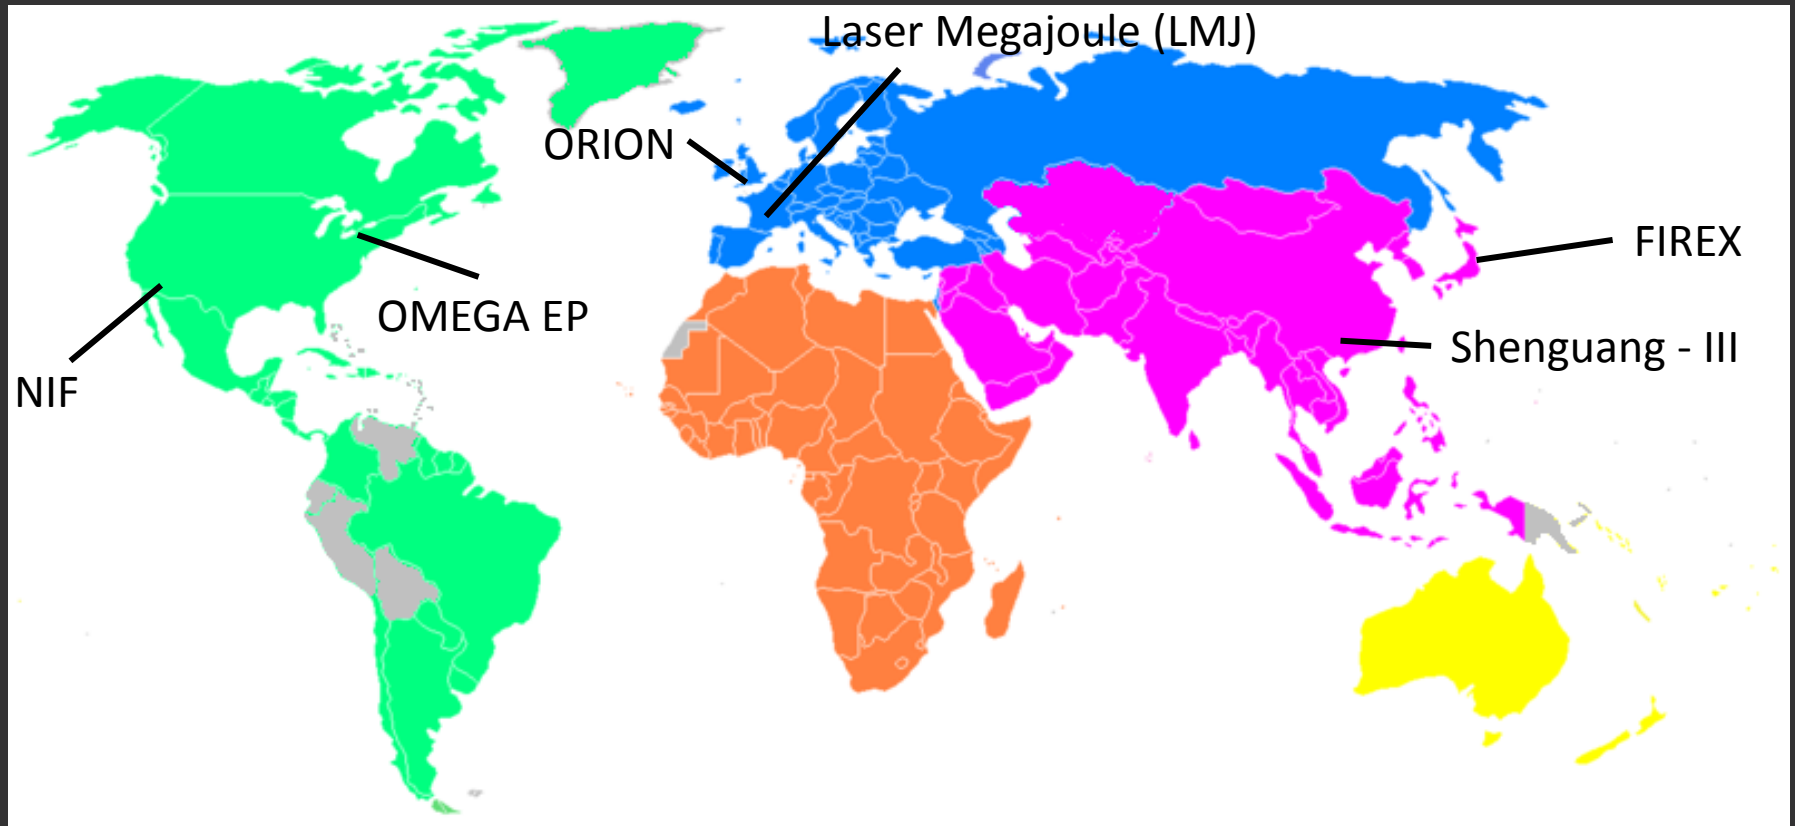 Laser Megajoule (LMJ)
ORION
FIREX
OMEGA EP
Shenguang - III
NIF